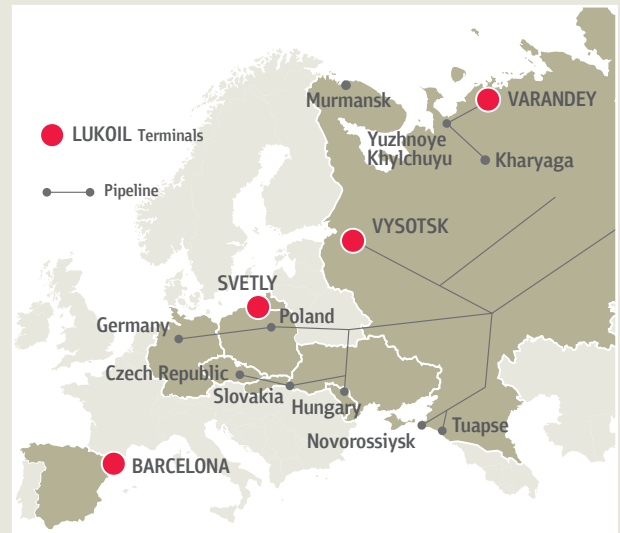 Murmansk
VARANDEY
LUKOIL Terminals
Yuzhnoye
Khylchuyu
Kharyaga
Pipeline
VYSOTSK
SVETLY
Germany
Poland
Czech Republic
Slovakia
Hungary
Novorossiysk
Tuapse
BARCELONA